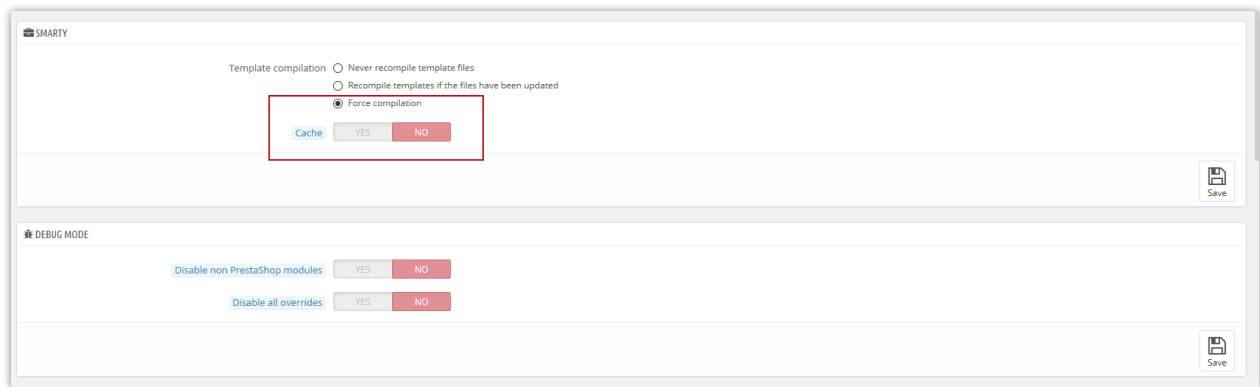 SMARTY
Template compilation
Never recompile template files
Recompile templates if the files have been updated
Force compilation
Cache YES NO
Save
DEBUG MODE
Disable non PrestaShop modules YES NO
Disable all overrides YES NO
Save